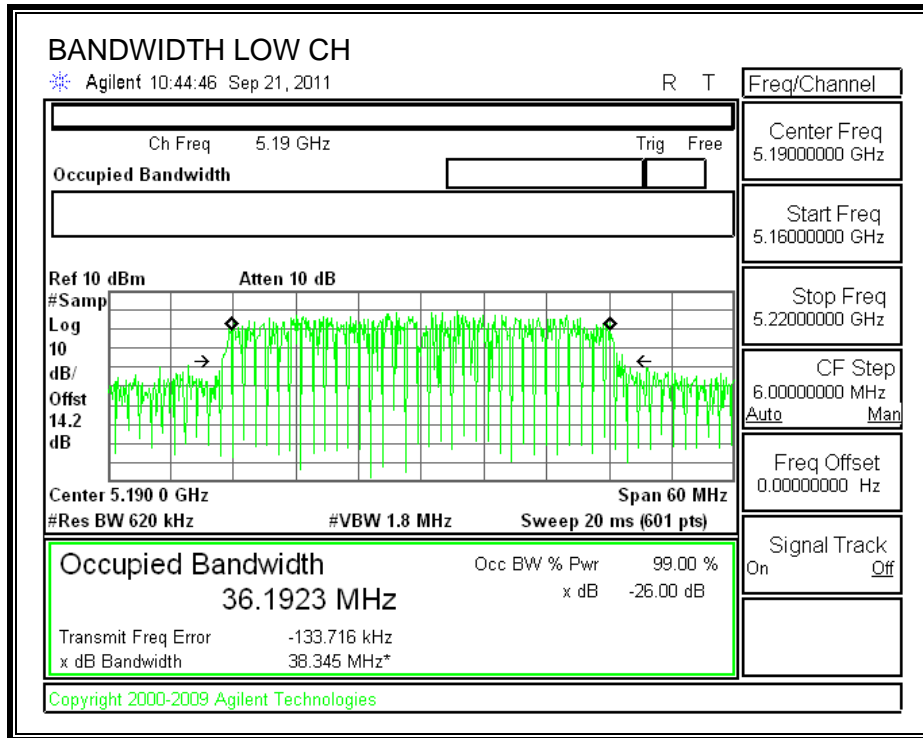 BANDWIDTH LOW CH
Agilent 10:44:46 Sep 21, 2011 R T
Ch Freq 5.19 GHz Trig Free
Occupied Bandwidth
Ref 10 dBm Atten 10 dB
#Samp
Log
10
dB/
Offst
14.2
dB
Center 5.190 0 GHz Span 60 MHz
#Res BW 620 kHz #VBW 1.8 MHz Sweep 20 ms (601 pts)
Occupied Bandwidth Occ BW % Pwr 99.00 %
36.1923 MHz x dB -26.00 dB
Transmit Freq Error -133.716 kHz
x dB Bandwidth 38.345 MHz*
Copyright 2000-2009 Agilent Technologies
Freq/Channel
Center Freq
5.19000000 GHz
Start Freq
5.16000000 GHz
Stop Freq
5.22000000 GHz
CF Step
6.00000000 MHz
Auto Man
Freq Offset
0.00000000 Hz
Signal Track
On Off